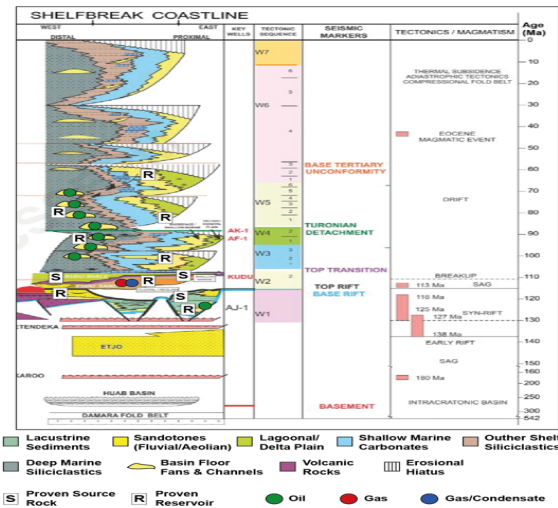 SHELFBREAK COASTLINE
WEST EAST
DISTAL PROXIMAL
KEY WELLS
TECTONIC SEQUENCE
SEISMIC MARKERS
TECTONICS / MAGMATISM
Age (Ma)
W7
W6
W5
W4
W3
W2
W1
6
5
4
AK-1
AF-1
KUDU
AJ-1
BASE TERTIARY
UNCONFORMITY
TURONIAN
DETACHMENT
TOP TRANSITION
TOP RIFT
BASE RIFT
BASEMENT
THERMAL SUBSIDENCE
ADIASTROPHIC TECTONICS
COMPRESSIONAL FOLD BELT
EOCENE
MAGMATIC EVENT
DRIFT
BREAKUP
113 Ma SAG
118 Ma
125 Ma
127 Ma SYN-RIFT
138 Ma
EARLY RIFT
SAG
180 Ma
INTRACRATONIC BASIN
0
10
20
30
40
50
60
70
80
90
100
110
120
130
140
150
160
200
250
300
542
ETENDEKA
ETJO
KAROO
HUAB BASIN
DAMARA FOLD BELT
R
S
Lacustrine Sediments
Sandotones (Fluvial/Aeolian)
Lagoonal/ Delta Plain
Shallow Marine Carbonates
Outher Shelf Siliciclastics
Deep Marine Siliciclastics
Basin Floor Fans & Channels
Volcanic Rocks
Erosional Hiatus
S Proven Source Rock
R Proven Reservoir
Oil
Gas
Gas/Condensate